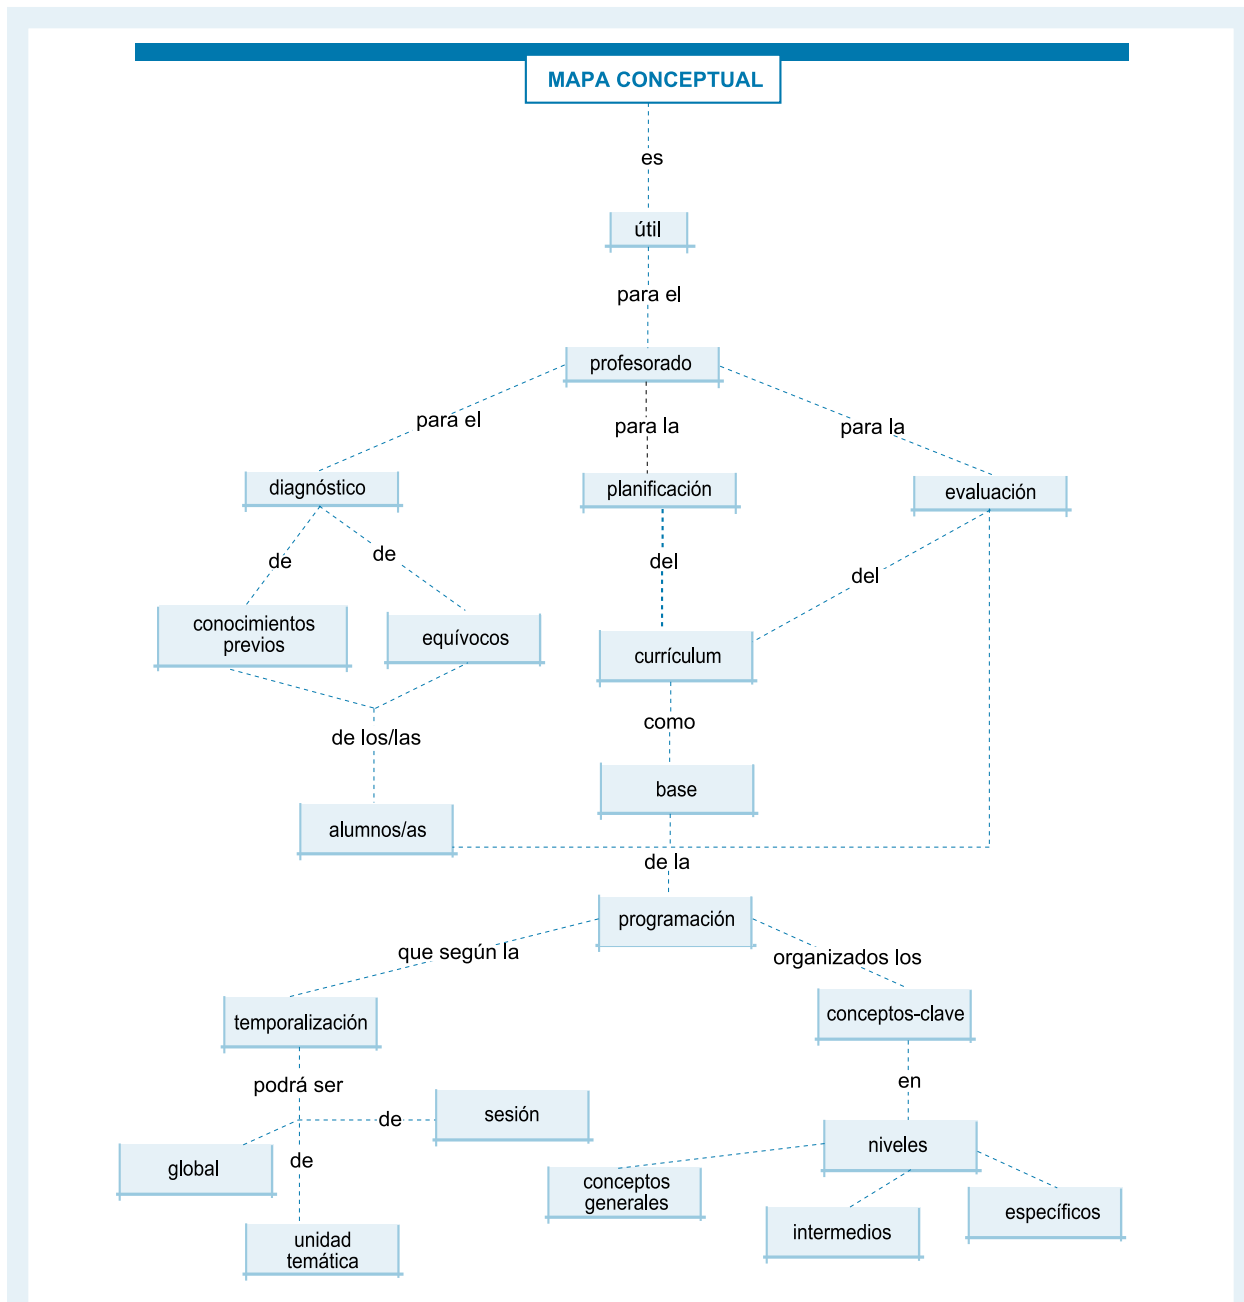 MAPA CONCEPTUAL
es
útil
para el
profesorado
para el
para la
para la
diagnóstico
planificación
evaluación
de
de
del
del
conocimientos
previos
equívocos
currículum
como
de los/las
base
alumnos/as
de la
programación
que según la
organizados los
temporalización
conceptos-clave
podrá ser
en
de
sesión
global
de
niveles
conceptos
generales
intermedios
específicos
unidad
temática